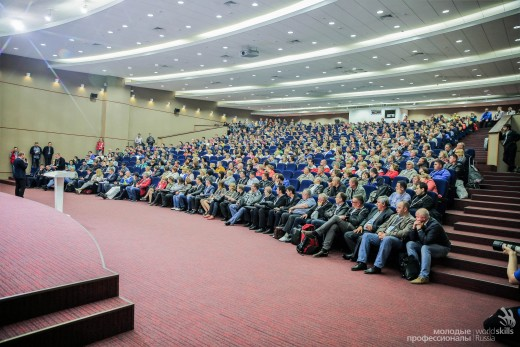 молодые
профессионалы
worldskills
Russia